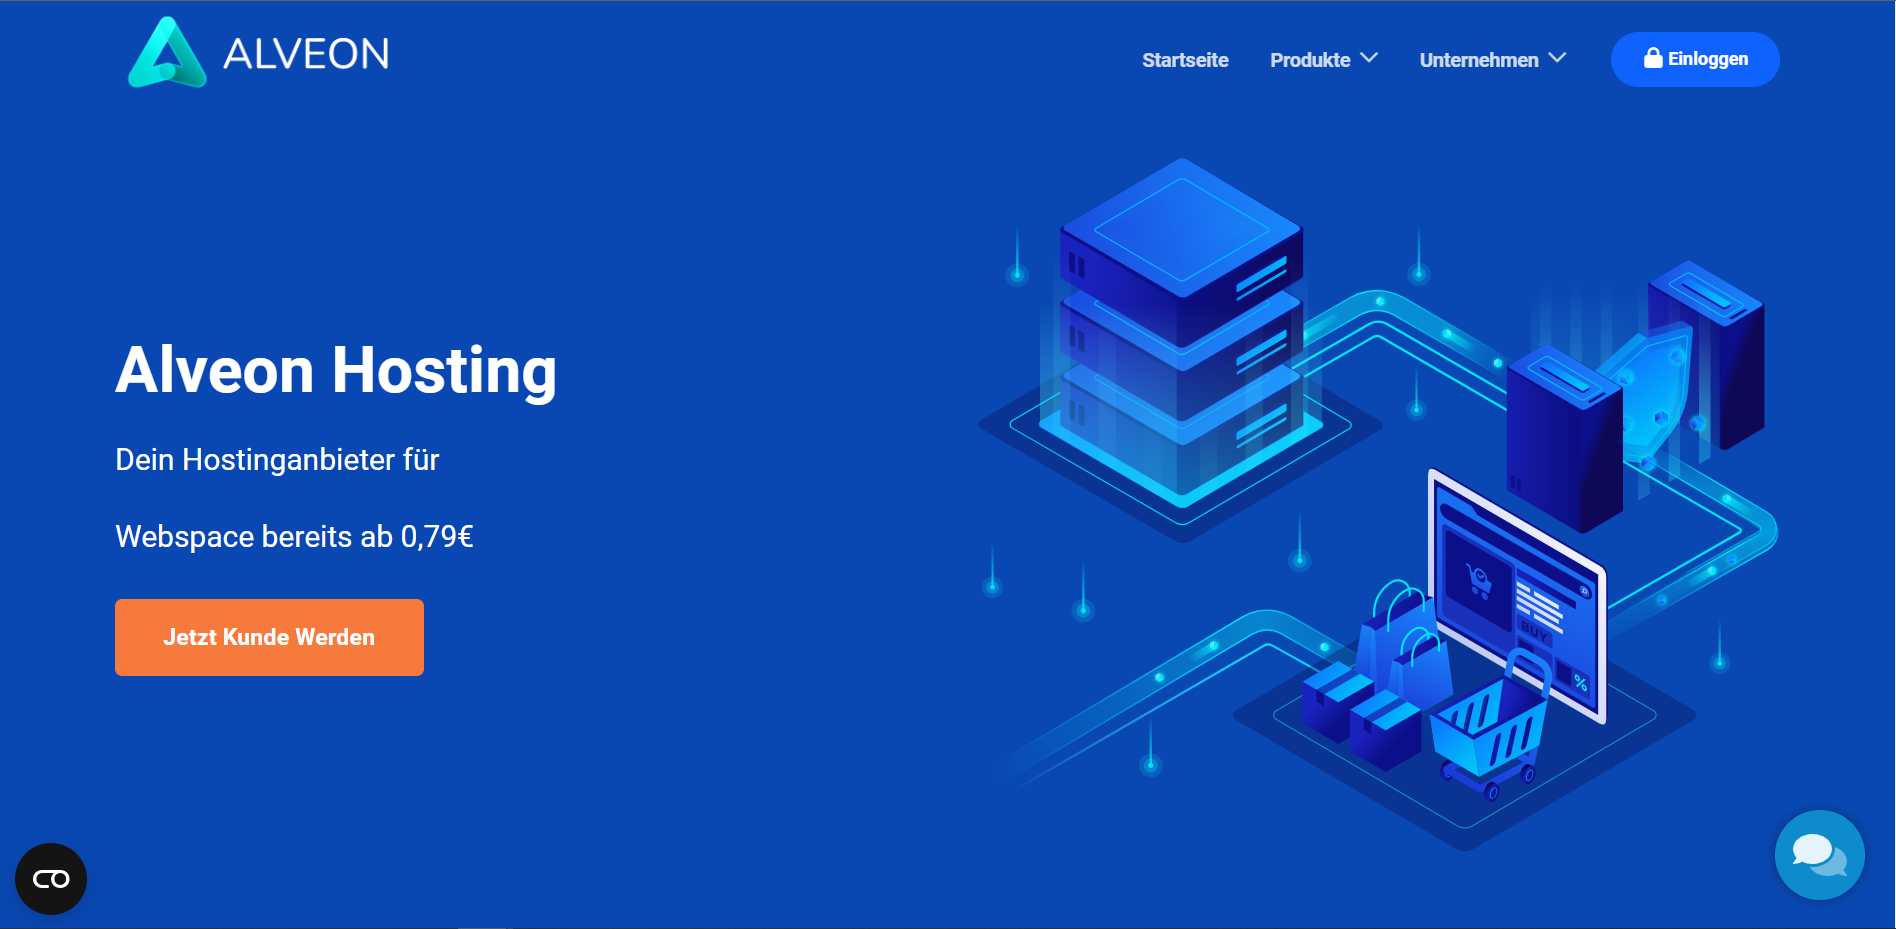 ALVEON
Startseite
Produkte
Unternehmen
Einloggen
Alveon Hosting
Dein Hostinganbieter für
Webspace bereits ab 0,79€
Jetzt Kunde Werden
BUY
%